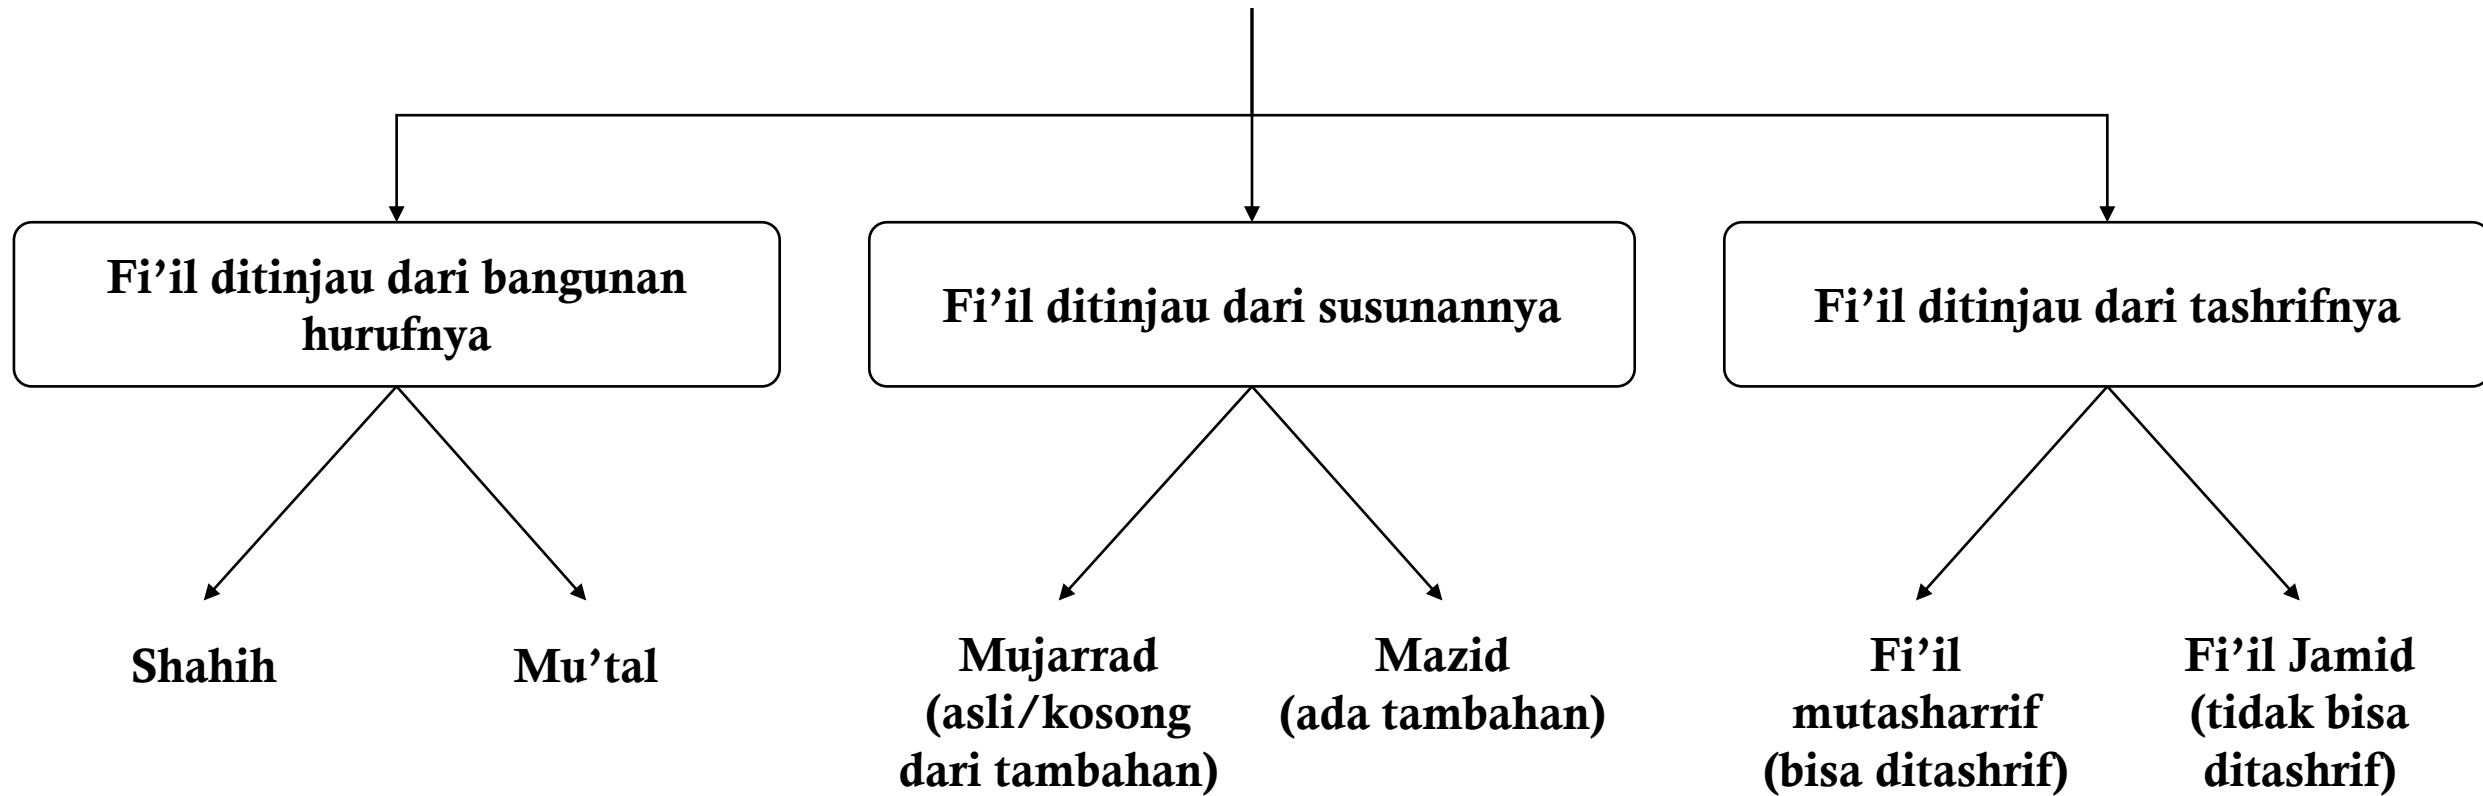 Fi’il ditinjau dari bangunan
hurufnya
Fi’il ditinjau dari susunannya
Fi’il ditinjau dari tashrifnya
Shahih
Mu’tal
Mujarrad
(asli/kosong
dari tambahan)
Mazid
(ada tambahan)
Fi’il
mutasharrif
(bisa ditashrif)
Fi’il Jamid
(tidak bisa
ditashrif)